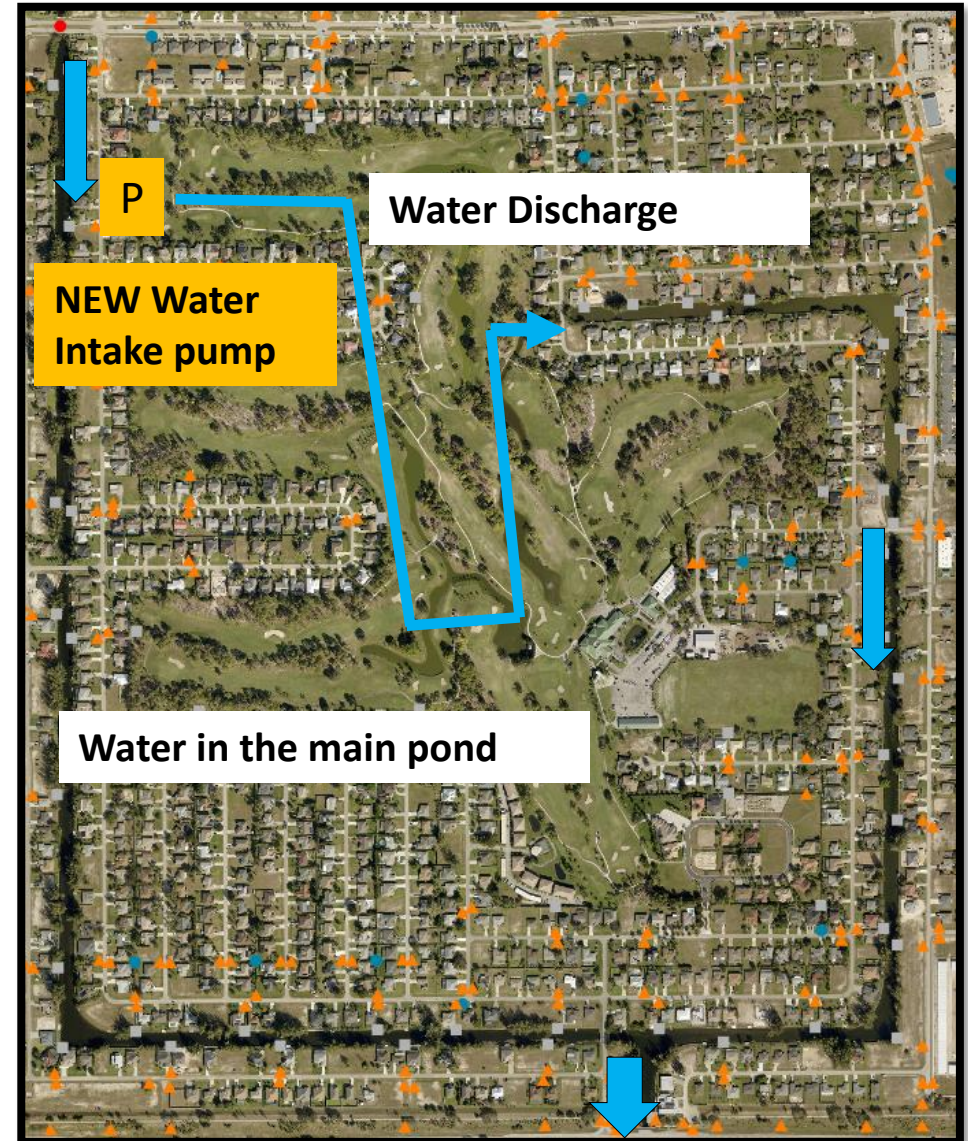 P
Water Discharge
NEW Water
Intake pump
Water in the main pond